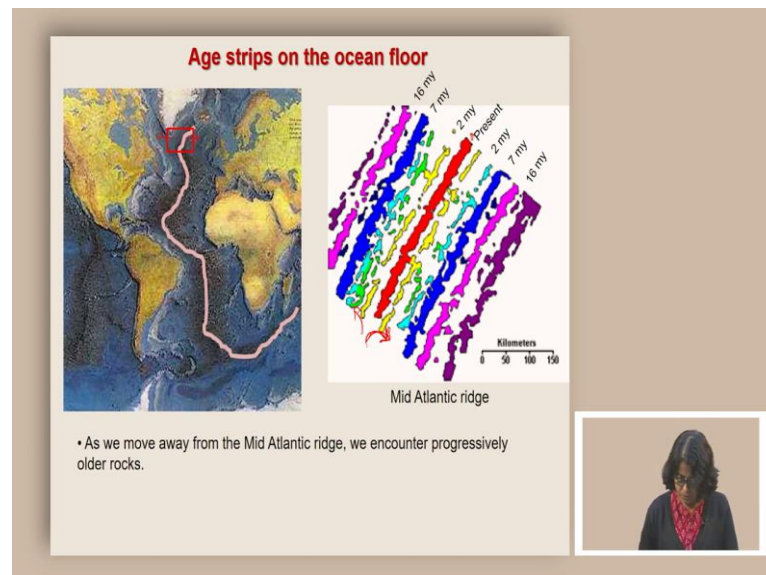 Age strips on the ocean floor
16 my
7 my
2 my
Present
2 my
7 my
16 my
Kilometers
0 50 100 150
Mid Atlantic ridge
• As we move away from the Mid Atlantic ridge, we encounter progressively
older rocks.